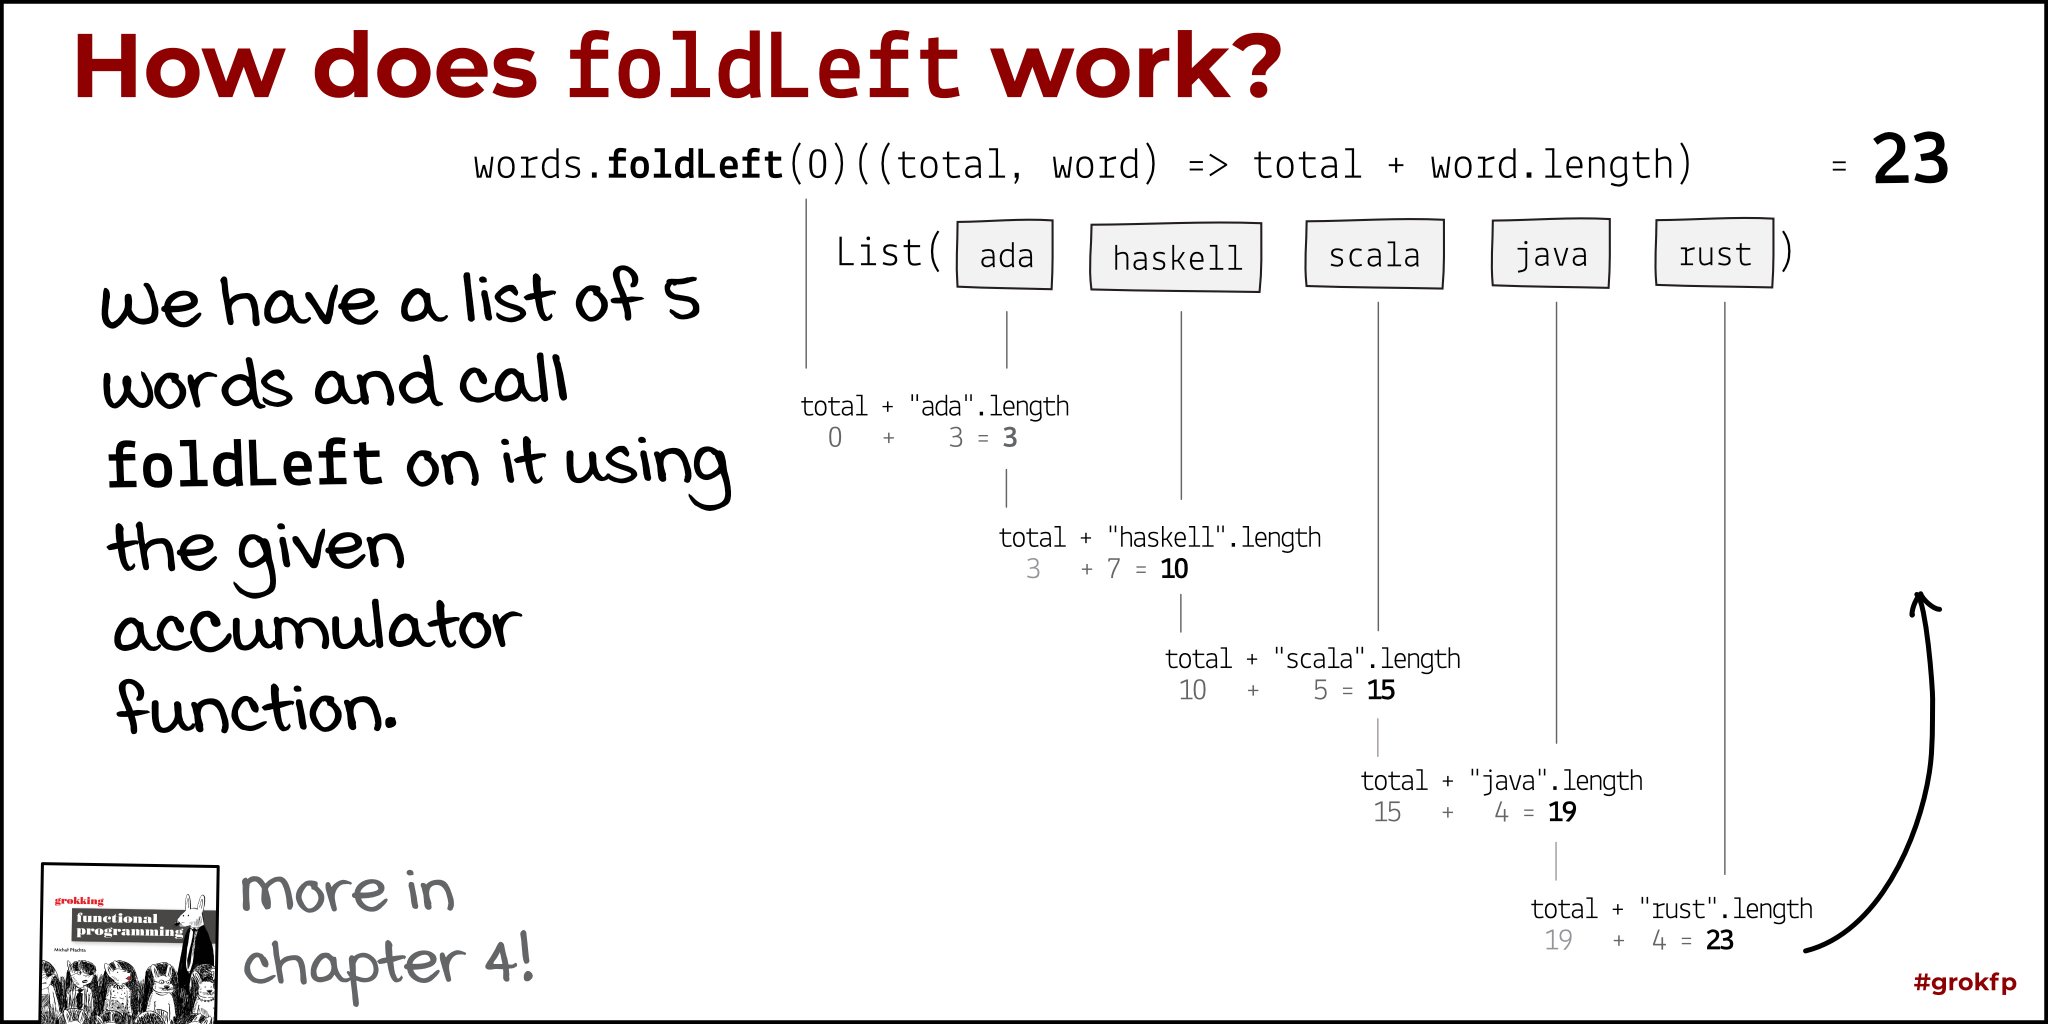 How does foldLeft work?
words.foldLeft(0)((total, word) => total + word.length) = 23
List( ada haskell scala java rust )
We have a list of 5
words and call
foldLeft on it using
the given
accumulator
function.
total + "ada".length
0 + 3 = 3
total + "haskell".length
3 + 7 = 10
total + "scala".length
10 + 5 = 15
total + "java".length
15 + 4 = 19
total + "rust".length
19 + 4 = 23
grokking
functional
programming
Michał Płachta
more in
chapter 4!
#grokfp